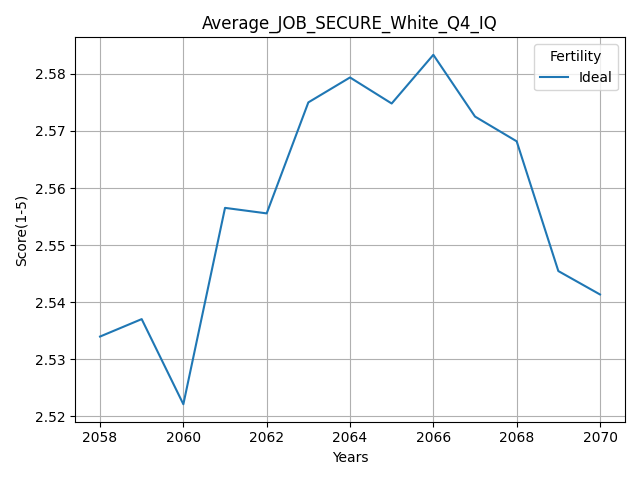 Average_JOB_SECURE_White_Q4_IQ
Fertility
Ideal
Score(1-5)
2.58
2.57
2.56
2.55
2.54
2.53
2.52
2058 2060 2062 2064 2066 2068 2070
Years